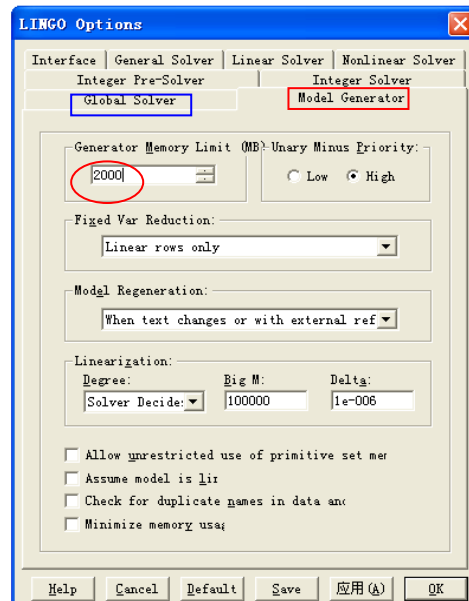 LINGO Options
Interface General Solver Linear Solver Nonlinear Solver
Integer Pre-Solver Integer Solver
Global Solver Model Generator
Generator Memory Limit (MB) Unary Minus Priority:
2000 Low High
Fixed Var Reduction:
Linear rows only
Model Regeneration:
When text changes or with external ref
Linearization:
Degree: Big M: Delta:
Solver Decide: 100000 1e-006
Allow unrestricted use of primitive set mer
Assume model is lir
Check for duplicate names in data and
Minimize memory usag
Help Cancel Default Save 应用(A) OK